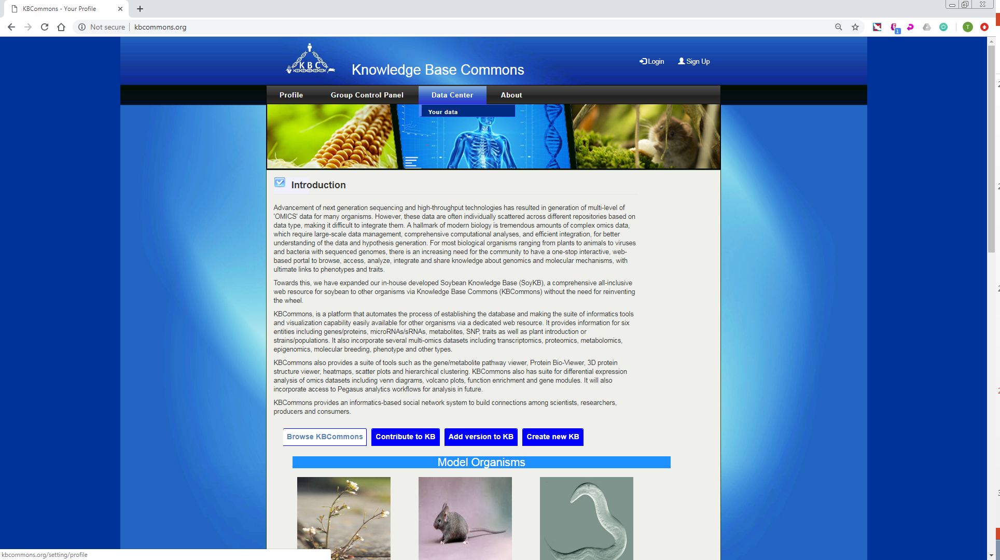 KBCommons - Your Profile
Not secure
kbcommons.org
1
T
KBC
Knowledge Base Commons
Login
Sign Up
Profile
Group Control Panel
Data Center
About
Your data
Introduction
Advancement of next generation sequencing and high-throughput technologies has resulted in generation of multi-level of
'OMICS' data for many organisms. However, these data are often individually scattered across different repositories based on
data type, making it difficult to integrate them. A hallmark of modern biology is tremendous amounts of complex omics data,
which require large-scale data management, comprehensive computational analyses, and efficient integration, for better
understanding of the data and hypothesis generation. For most biological organisms ranging from plants to animals to viruses
and bacteria with sequenced genomes, there is an increasing need for the community to have a one-stop interactive, web-
based portal to browse, access, analyze, integrate and share knowledge about genomics and molecular mechanisms, with
ultimate links to phenotypes and traits.
Towards this, we have expanded our in-house developed Soybean Knowledge Base (SoyKB), a comprehensive all-inclusive
web resource for soybean to other organisms via Knowledge Base Commons (KBCommons) without the need for reinventing
the wheel.
KBCommons, is a platform that automates the process of establishing the database and making the suite of informatics tools
and visualization capability easily available for other organisms via a dedicated web resource. It provides information for six
entities including genes/proteins, microRNAs/sRNAs, metabolites, SNP, traits as well as plant introduction or
strains/populations. It also incorporate several multi-omics datasets including transcriptomics, proteomics, metabolomics,
epigenomics, molecular breeding, phenotype and other types.
KBCommons also provides a suite of tools such as the gene/metabolite pathway viewer, Protein Bio-Viewer, 3D protein
structure viewer, heatmaps, scatter plots and hierarchical clustering. KBCommons also has suite for differential expression
analysis of omics datasets including venn diagrams, volcano plots, function enrichment and gene modules. It will also
incorporate access to Pegasus analytics workflows for analysis in future.
KBCommons provides an informatics-based social network system to build connections among scientists, researchers,
producers and consumers.
Browse KBCommons
Contribute to KB
Add version to KB
Create new KB
Model Organisms
kbcommons.org/setting/profile